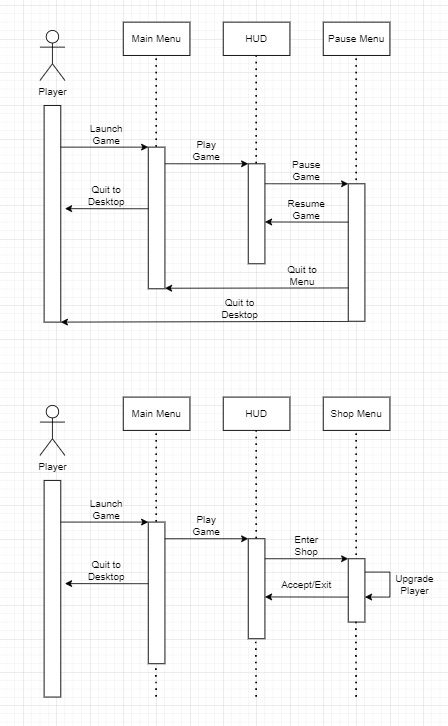 Main Menu
HUD
Pause Menu
Player
Launch
Game
Play
Game
Pause
Game
Quit to
Desktop
Resume
Game
Quit to
Menu
Quit to
Desktop
Main Menu
HUD
Shop Menu
Player
Launch
Game
Play
Game
Enter
Shop
Quit to
Desktop
Accept/Exit
Upgrade
Player